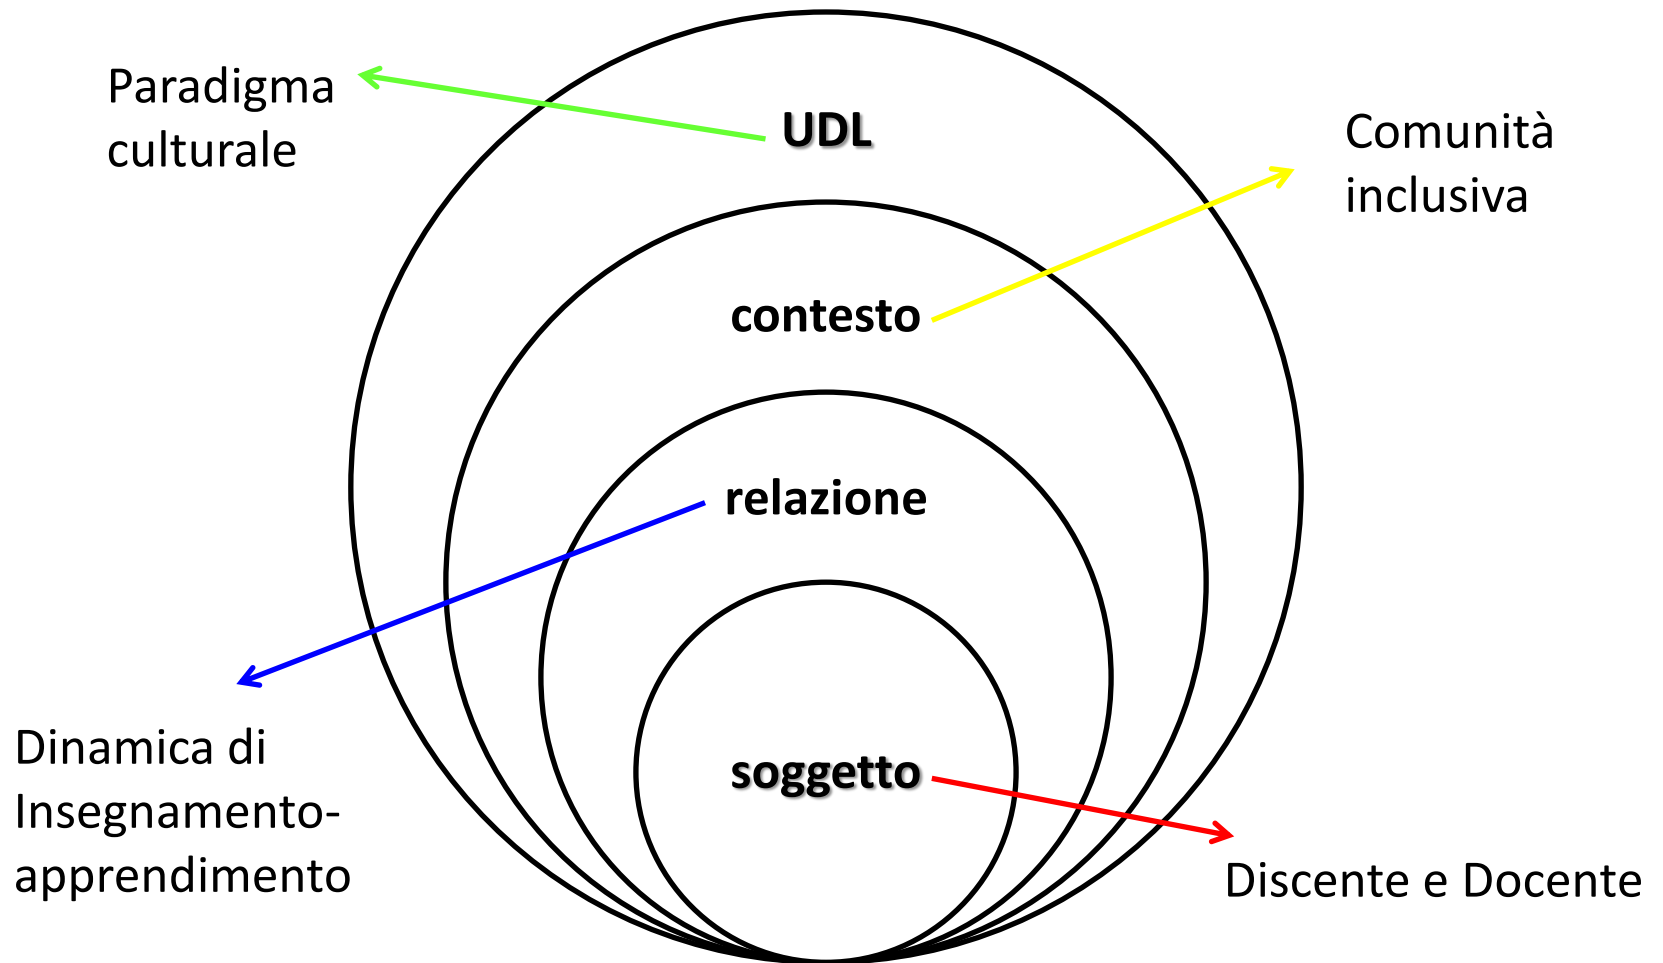 Paradigma
culturale
UDL
Comunità
inclusiva
contesto
relazione
Dinamica di
Insegnamento-
apprendimento
soggetto
Discente e Docente